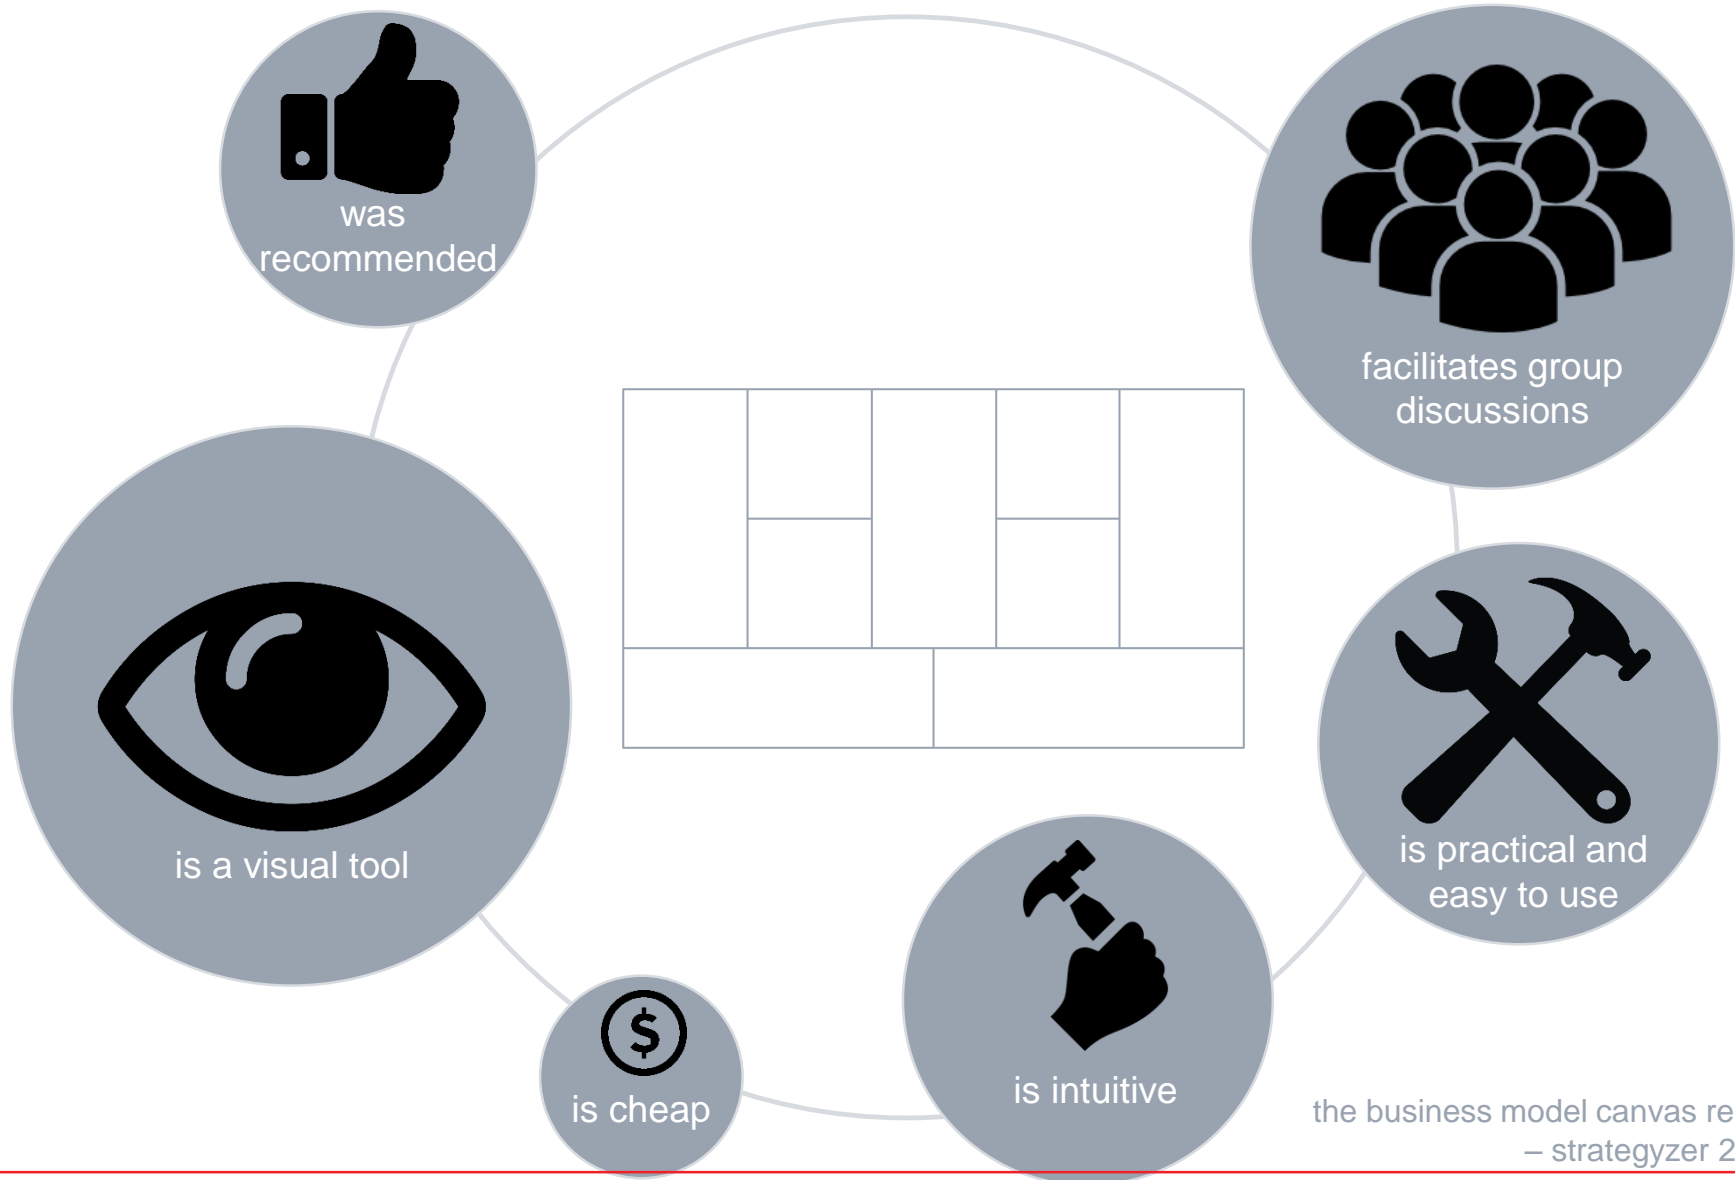 was
recommended
facilitates group
discussions
is a visual tool
is practical and
easy to use
$
is cheap
is intuitive
the business model canvas re
– strategyzer 2